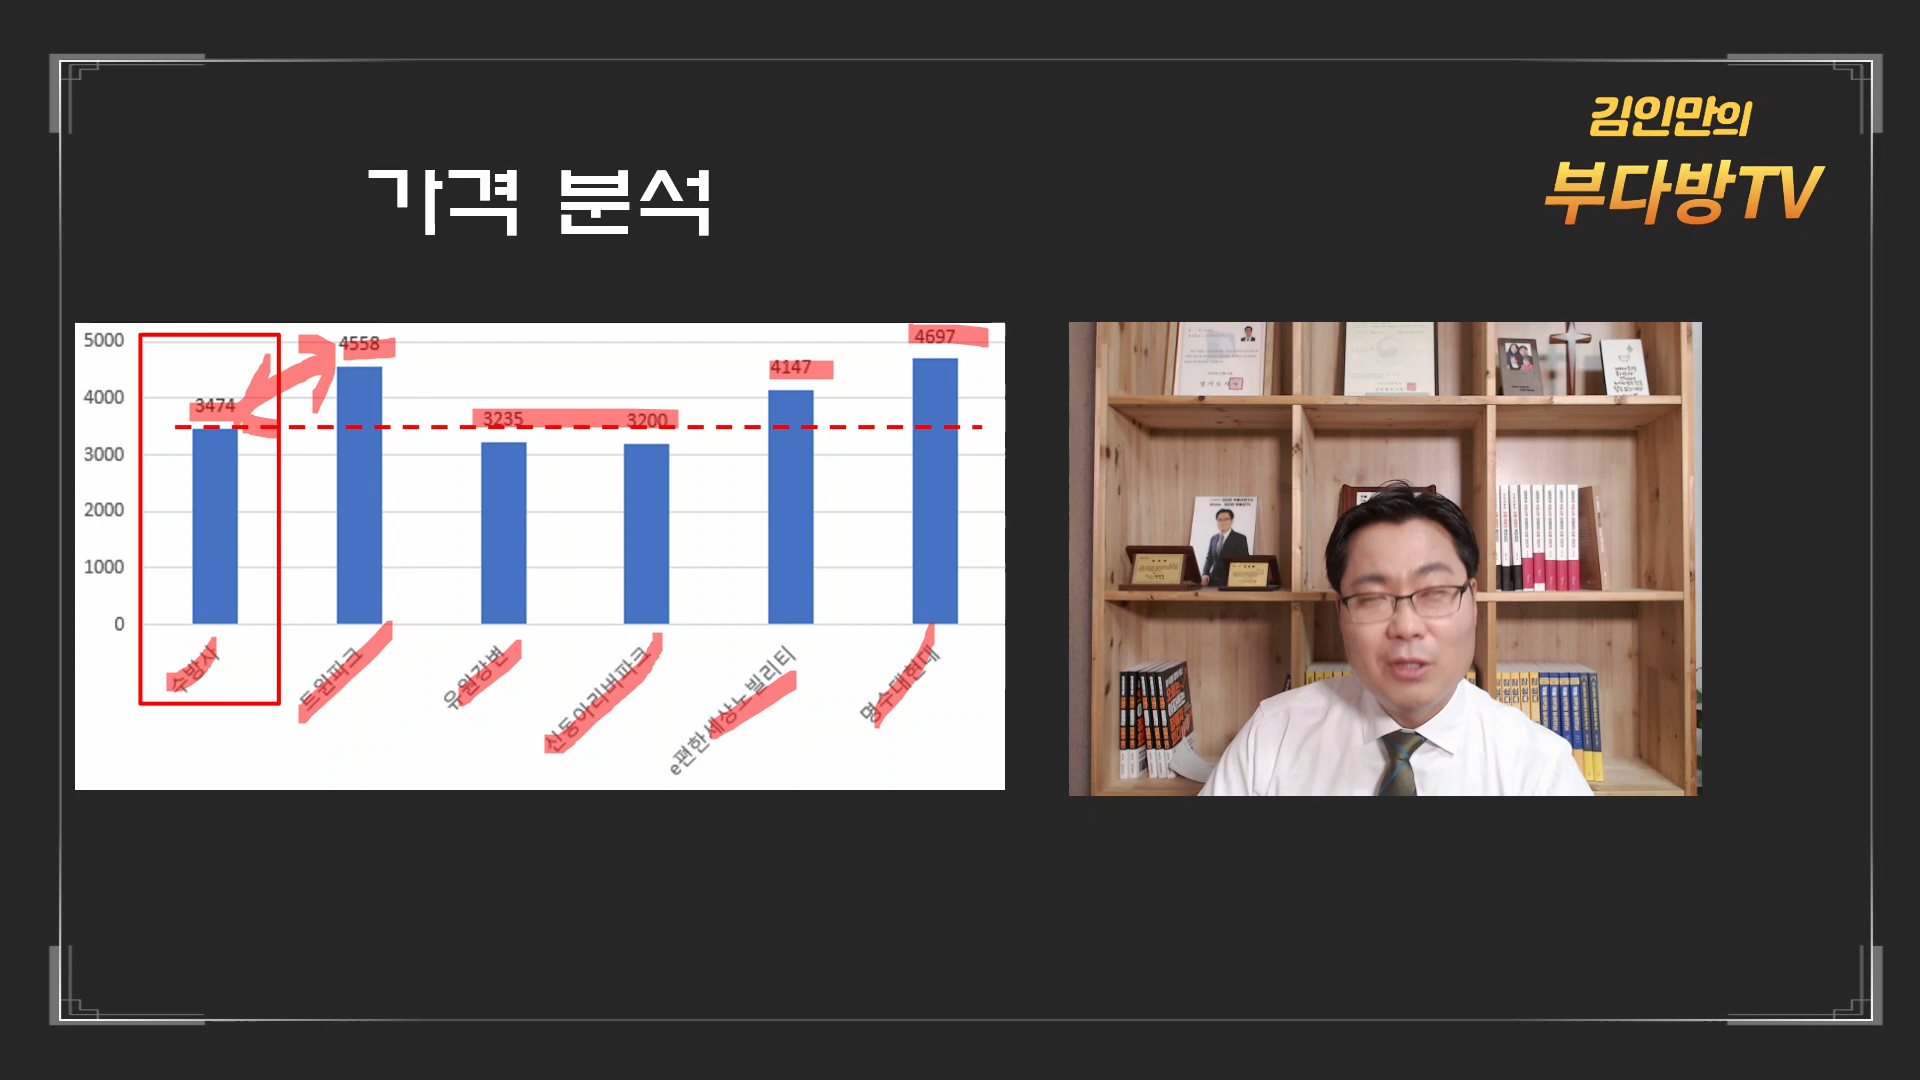 김인만의
부다방TV
가격 분석
5000
4000
3000
2000
1000
0
3474
4558
3235
3200
4147
4697
수방사
트윈파크
유원강변
신동아리버파크
e편한세상노빌리티
명수대현대